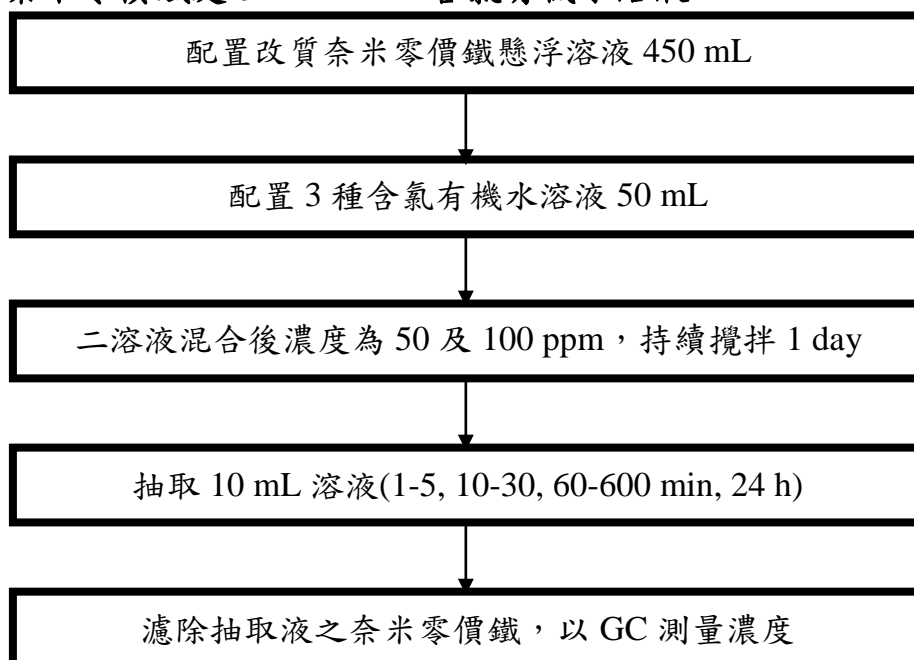 配置改質奈米零價鐵懸浮溶液 450 mL
配置 3 種含氯有機水溶液 50 mL
二溶液混合後濃度為 50 及 100 ppm，持續攪拌 1 day
抽取 10 mL 溶液(1-5, 10-30, 60-600 min, 24 h)
濾除抽取液之奈米零價鐵，以 GC 測量濃度